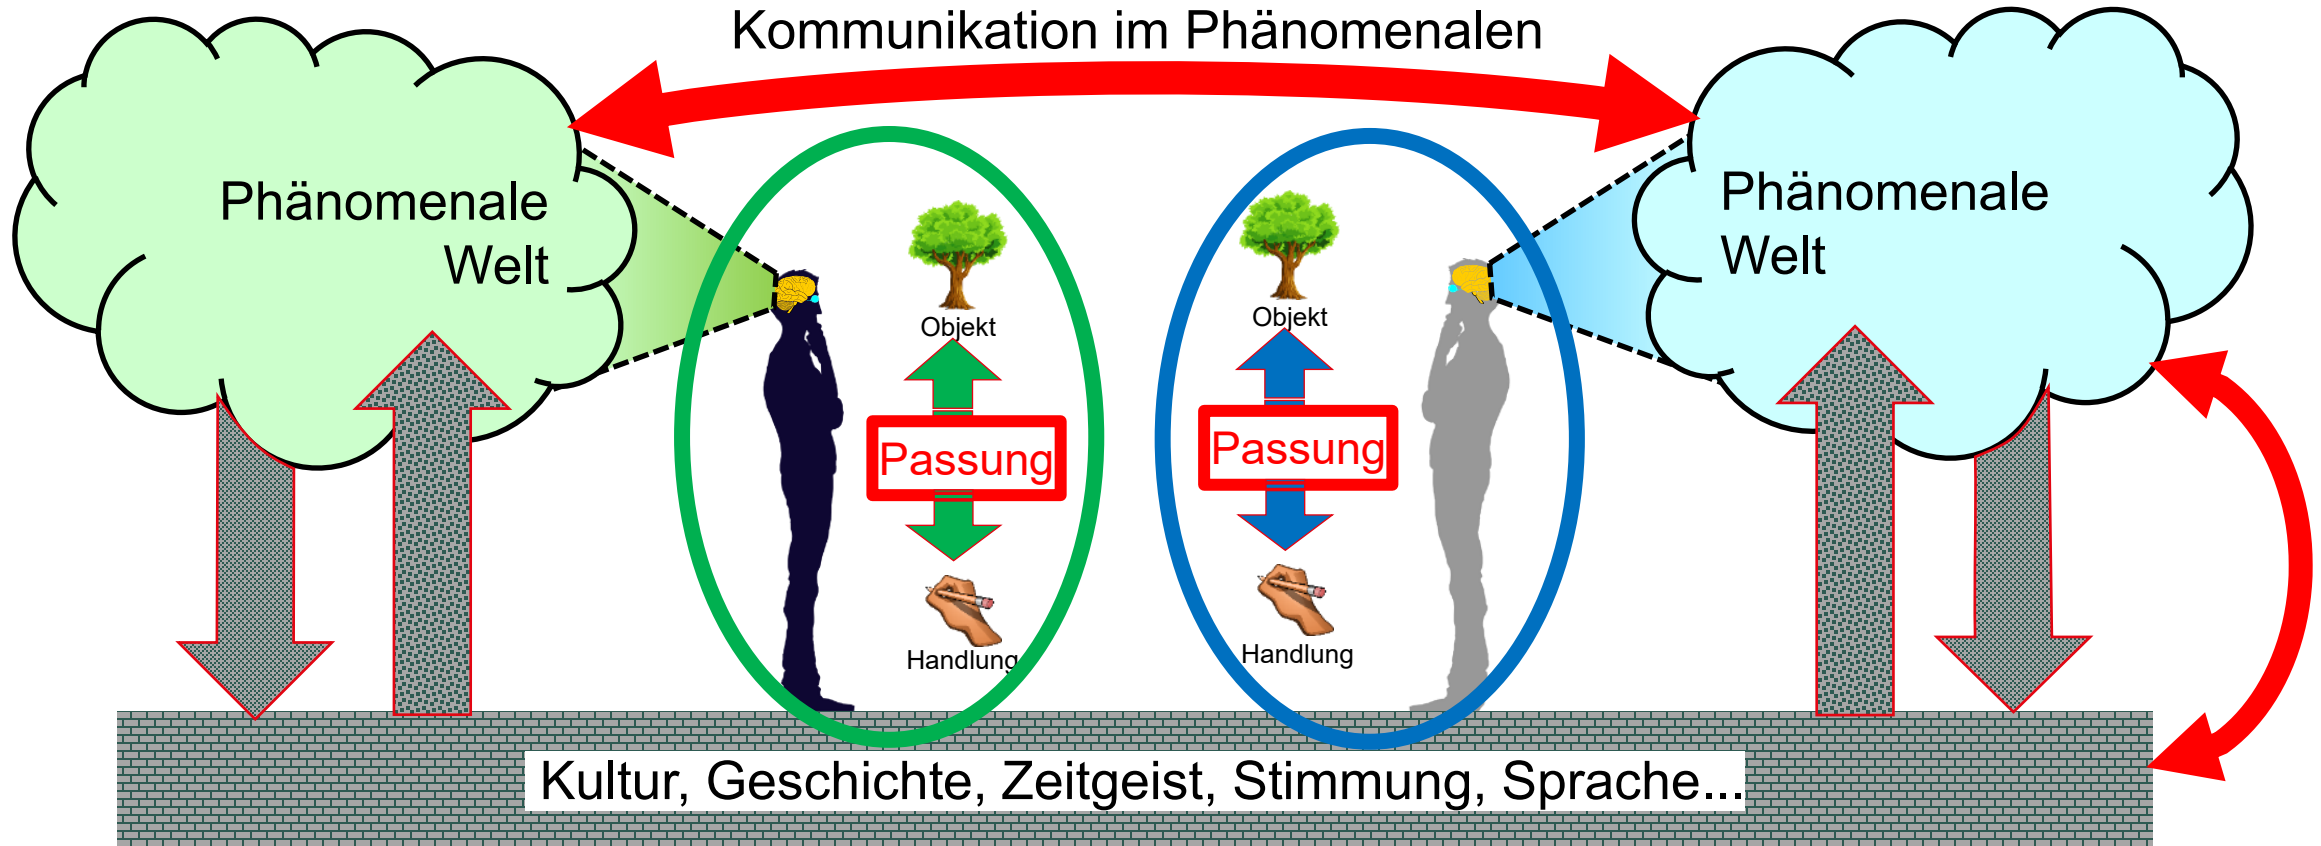 Kommunikation im Phänomenalen
Phänomenale
Welt
Phänomenale
Welt
Objekt
Objekt
Passung
Passung
Handlung
Handlung
Kultur, Geschichte, Zeitgeist, Stimmung, Sprache...